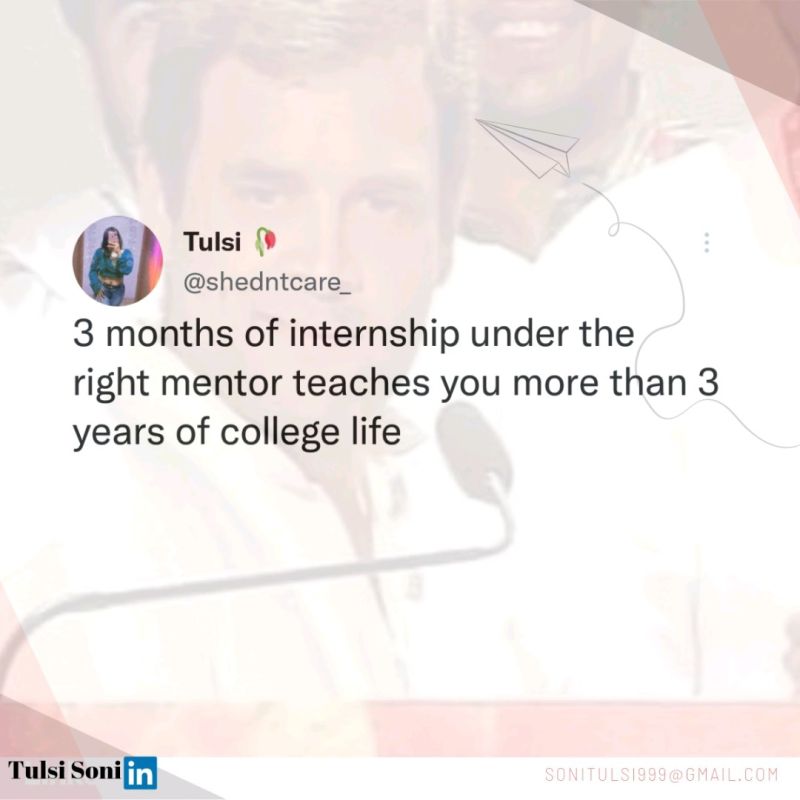 Tulsi 🥀
@shedntcare_
3 months of internship under the
right mentor teaches you more than 3
years of college life
Tulsi Soni in
SONITULSI999@GMAIL.COM